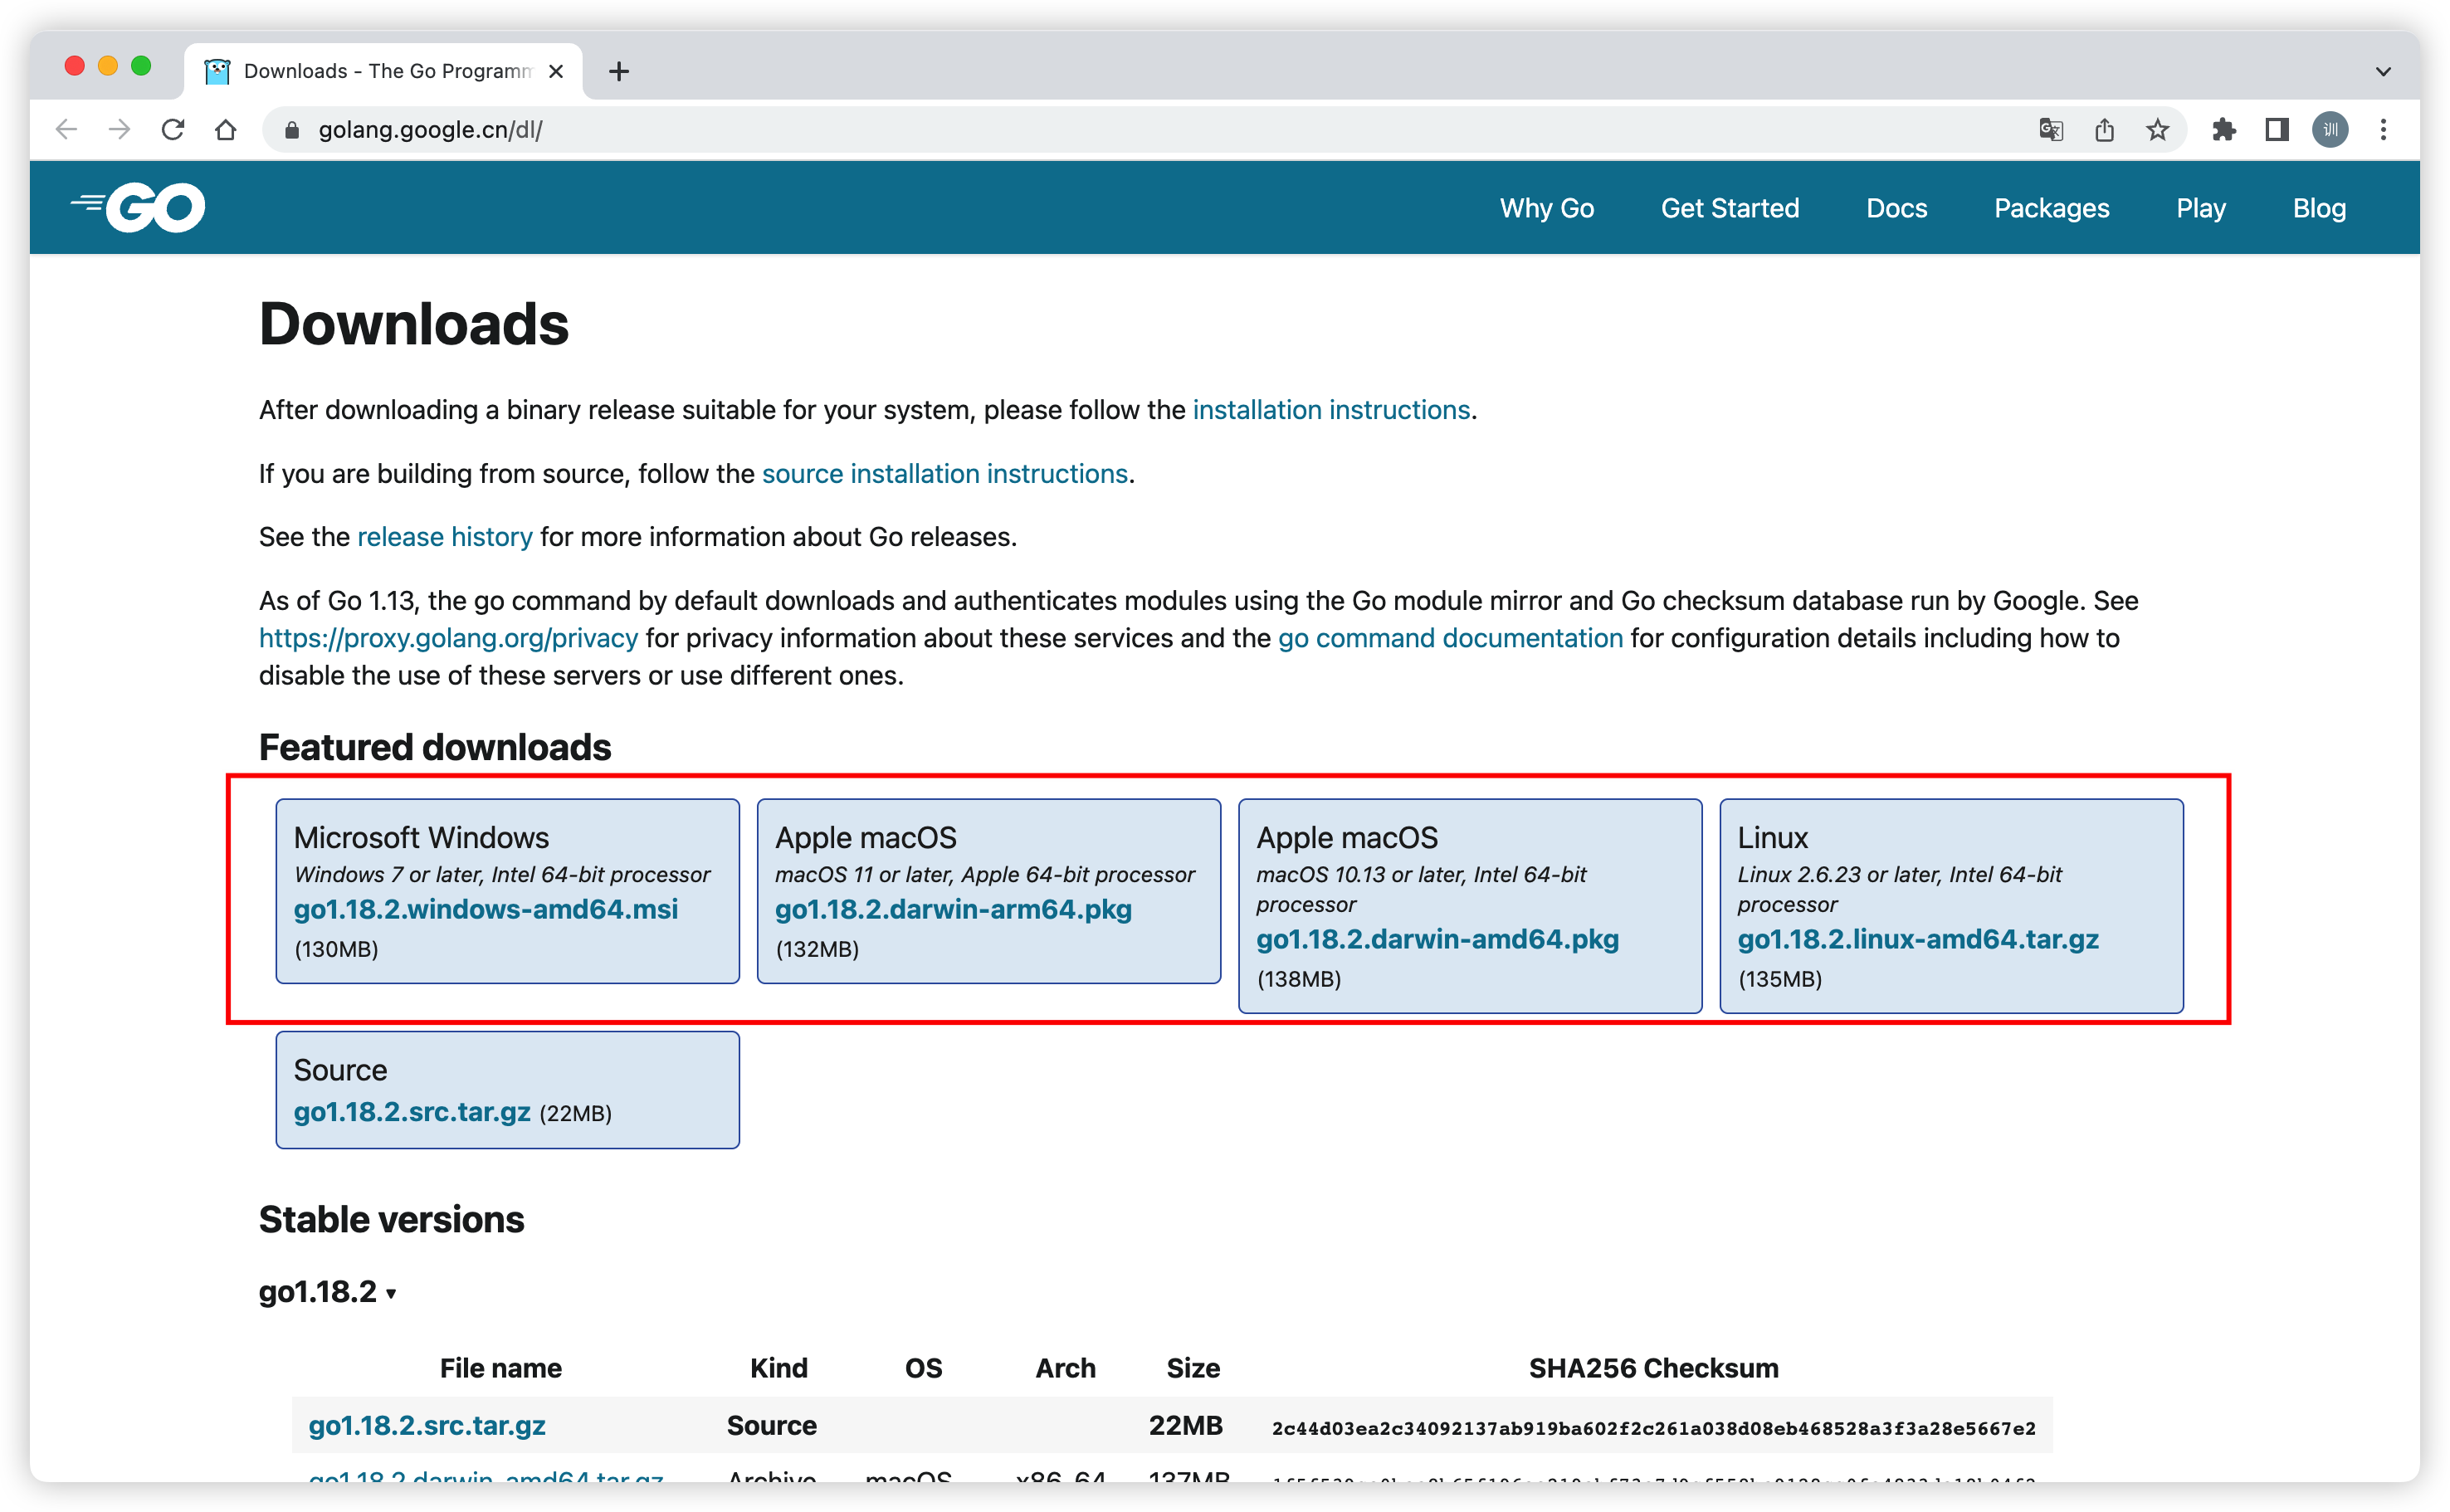 Downloads - The Go Programm
golang.google.cn/dl/
训
GO
Why Go Get Started Docs Packages Play Blog
Downloads
After downloading a binary release suitable for your system, please follow the installation instructions.
If you are building from source, follow the source installation instructions.
See the release history for more information about Go releases.
As of Go 1.13, the go command by default downloads and authenticates modules using the Go module mirror and Go checksum database run by Google. See
https://proxy.golang.org/privacy for privacy information about these services and the go command documentation for configuration details including how to
disable the use of these servers or use different ones.
Featured downloads
Microsoft Windows
Windows 7 or later, Intel 64-bit processor
go1.18.2.windows-amd64.msi
(130MB)
Apple macOS
macOS 11 or later, Apple 64-bit processor
go1.18.2.darwin-arm64.pkg
(132MB)
Apple macOS
macOS 10.13 or later, Intel 64-bit
processor
go1.18.2.darwin-amd64.pkg
(138MB)
Linux
Linux 2.6.23 or later, Intel 64-bit
processor
go1.18.2.linux-amd64.tar.gz
(135MB)
Source
go1.18.2.src.tar.gz (22MB)
Stable versions
go1.18.2 ▾
File name Kind OS Arch Size SHA256 Checksum
go1.18.2.src.tar.gz Source 22MB 2c44d03ea2c34092137ab919ba602f2c261a038d08eb468528a3f3a28e5667e2
go1.18.2.darwin-amd64.tar.gz Archive macOS x86-64 137MB